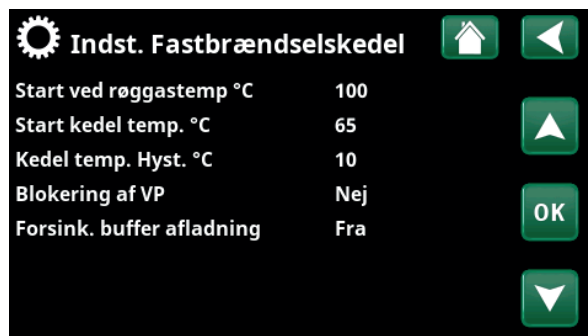 Indst. Fastbrændselskedel
Start ved røggastemp °C 100
Start kedel temp. °C 65
Kedel temp. Hyst. °C 10
Blokering af VP Nej
Forsink. buffer afladning Fra
OK